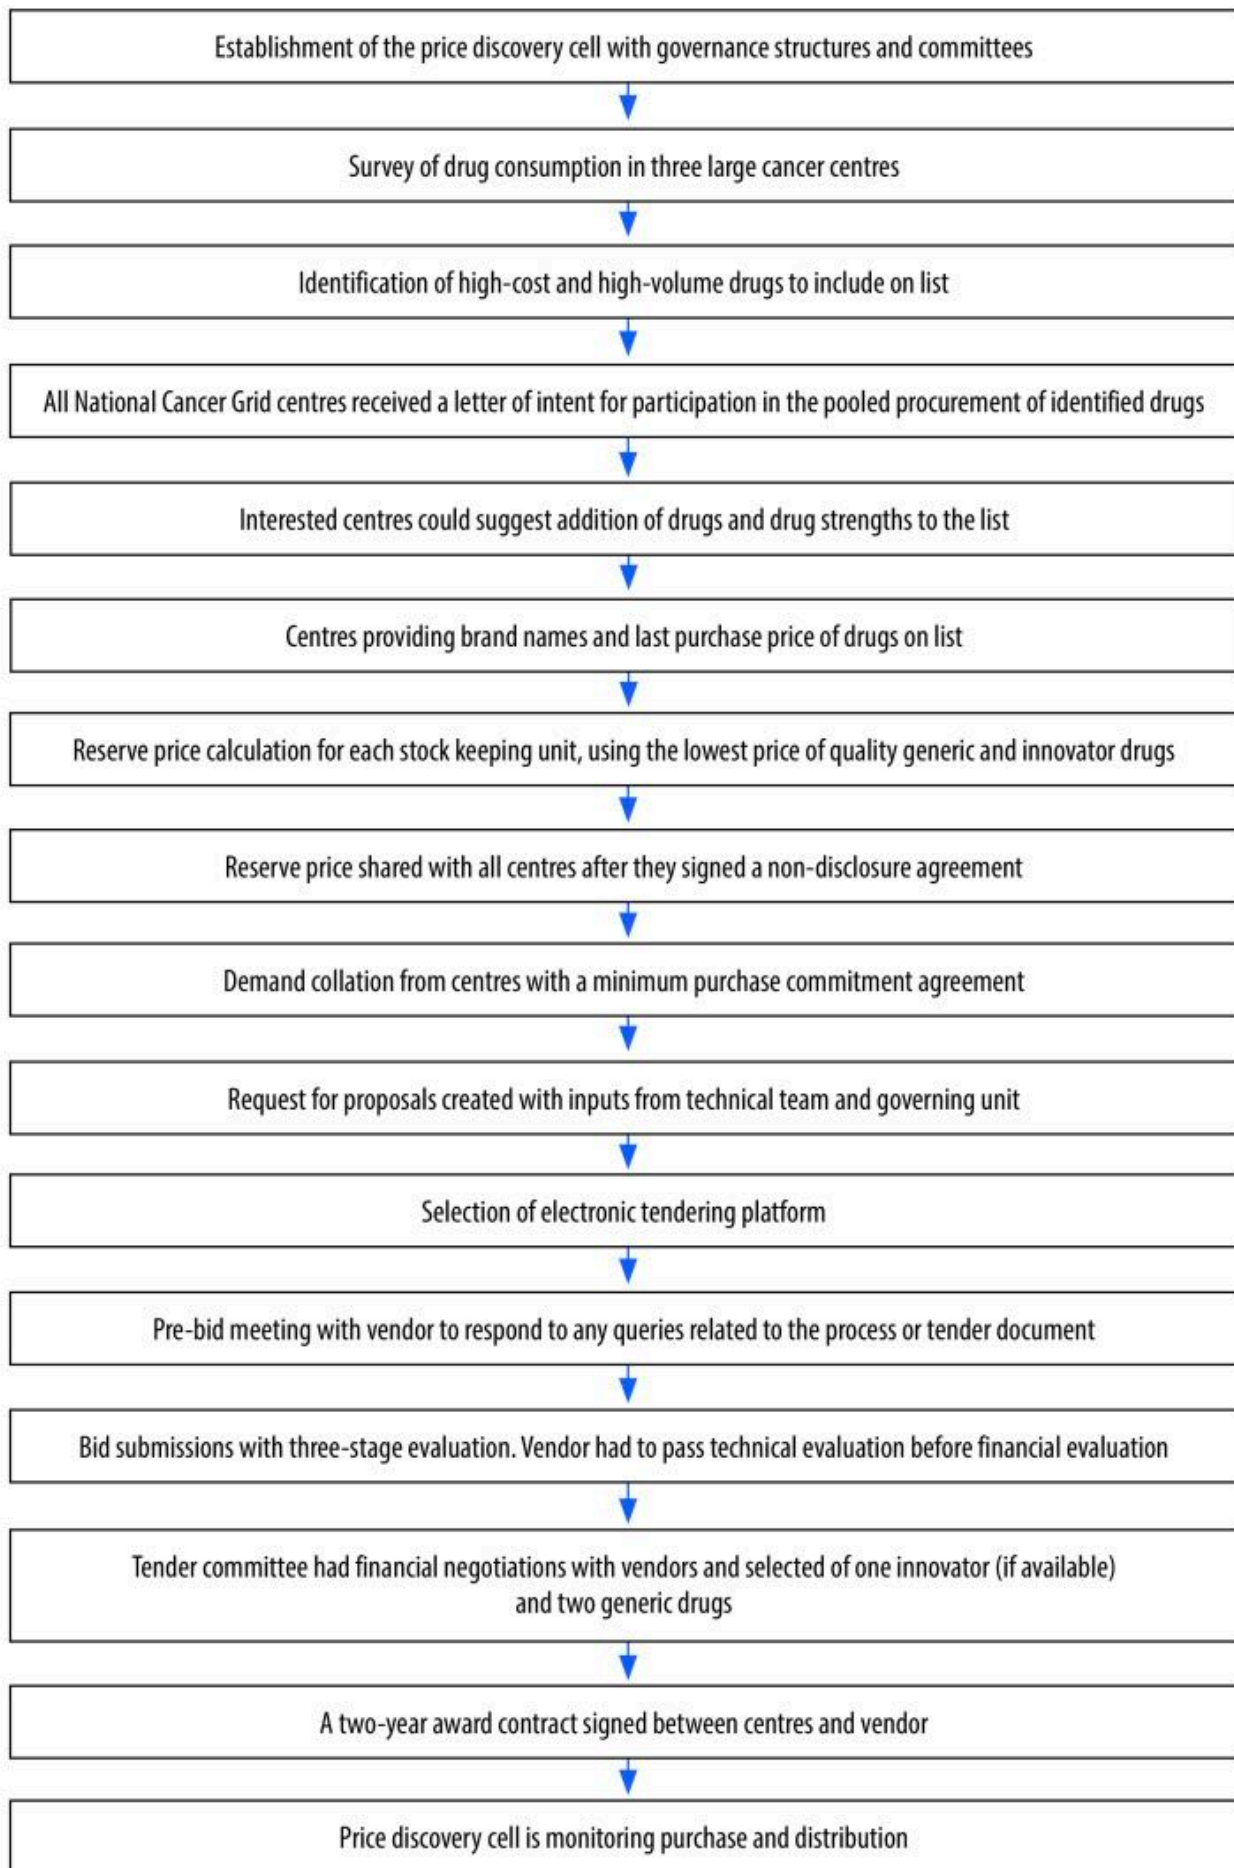 Establishment of the price discovery cell with governance structures and committees
Survey of drug consumption in three large cancer centres
Identification of high-cost and high-volume drugs to include on list
All National Cancer Grid centres received a letter of intent for participation in the pooled procurement of identified drugs
Interested centres could suggest addition of drugs and drug strengths to the list
Centres providing brand names and last purchase price of drugs on list
Reserve price calculation for each stock keeping unit, using the lowest price of quality generic and innovator drugs
Reserve price shared with all centres after they signed a non-disclosure agreement
Demand collation from centres with a minimum purchase commitment agreement
Request for proposals created with inputs from technical team and governing unit
Selection of electronic tendering platform
Pre-bid meeting with vendor to respond to any queries related to the process or tender document
Bid submissions with three-stage evaluation. Vendor had to pass technical evaluation before financial evaluation
Tender committee had financial negotiations with vendors and selected of one innovator (if available)
and two generic drugs
A two-year award contract signed between centres and vendor
Price discovery cell is monitoring purchase and distribution